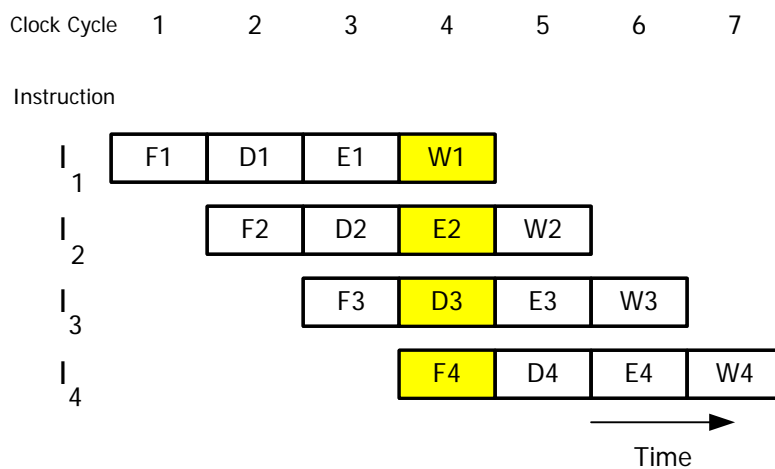 Clock Cycle 1 2 3 4 5 6 7
Instruction
I1 F1 D1 E1 W1
I2 F2 D2 E2 W2
I3 F3 D3 E3 W3
I4 F4 D4 E4 W4
Time